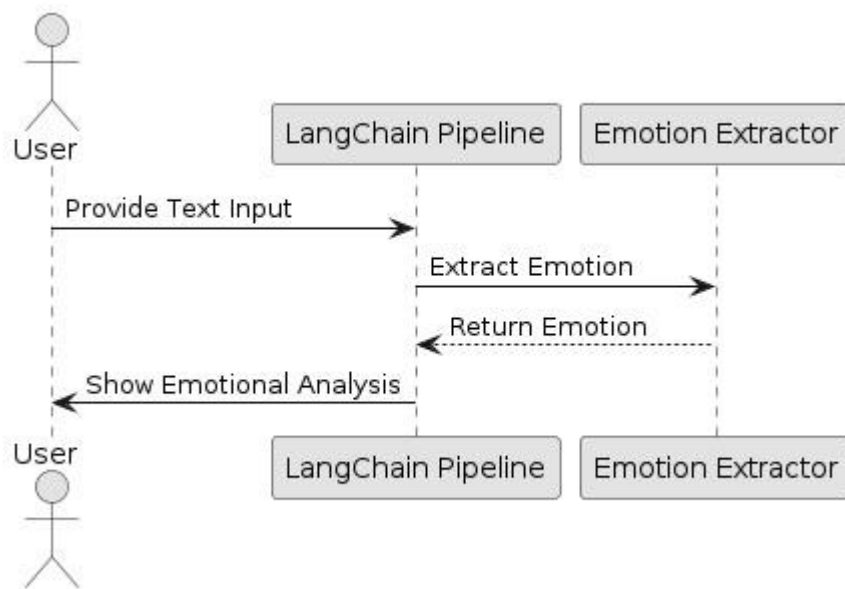 User
LangChain Pipeline
Emotion Extractor
Provide Text Input
Extract Emotion
Return Emotion
Show Emotional Analysis
User
LangChain Pipeline
Emotion Extractor